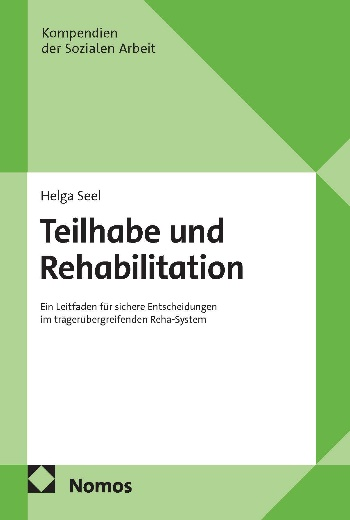 Kompendien
der Sozialen Arbeit
Helga Seel
Teilhabe und
Rehabilitation
Ein Leitfaden für sichere Entscheidungen
im trägerübergreifenden Reha-System
Nomos